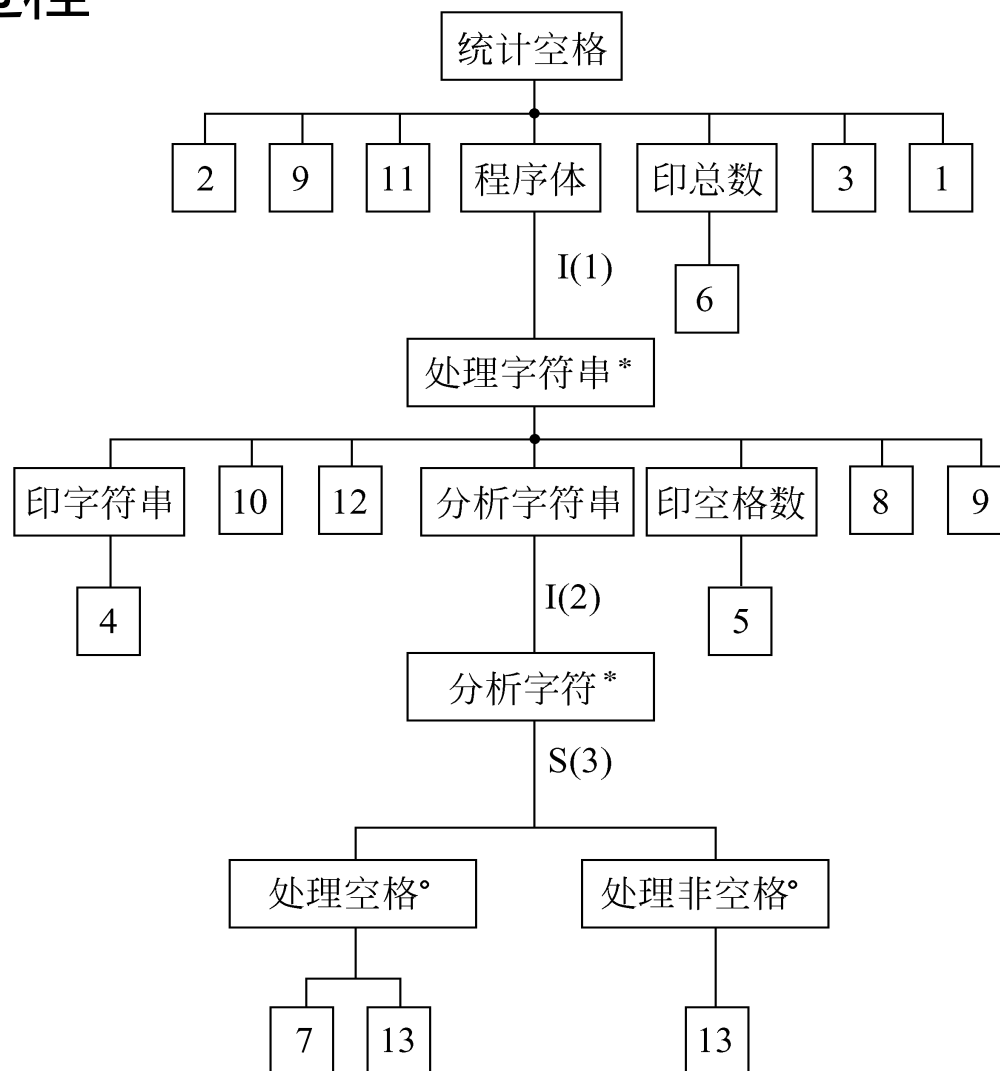 统计空格
2 9 11 程序体 印总数 3 1
I(1)
6
处理字符串*
印字符串 10 12 分析字符串 印空格数 8 9
I(2)
4 5
分析字符*
S(3)
处理空格° 处理非空格°
7 13 13